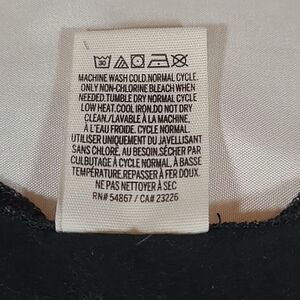 MACHINE WASH COLD.NORMAL CYCLE.
ONLY NON-CHLORINE BLEACH WHEN
NEEDED.TUMBLE DRY NORMAL CYCLE
LOW HEAT.COOL IRON.DO NOT DRY
CLEAN./LAVABLE À LA MACHINE,
À L'EAU FROIDE. CYCLE NORMAL.
UTILISER UNIQUEMENT DU JAVELLISANT
SANS CHLORE, AU BESOIN.SÉCHER PAR
CULBUTAGE À CYCLE NORMAL, À BASSE
TEMPÉRATURE.REPASSER À FER DOUX.
NE PAS NETTOYER À SEC
RN# 54867 / CA# 23226